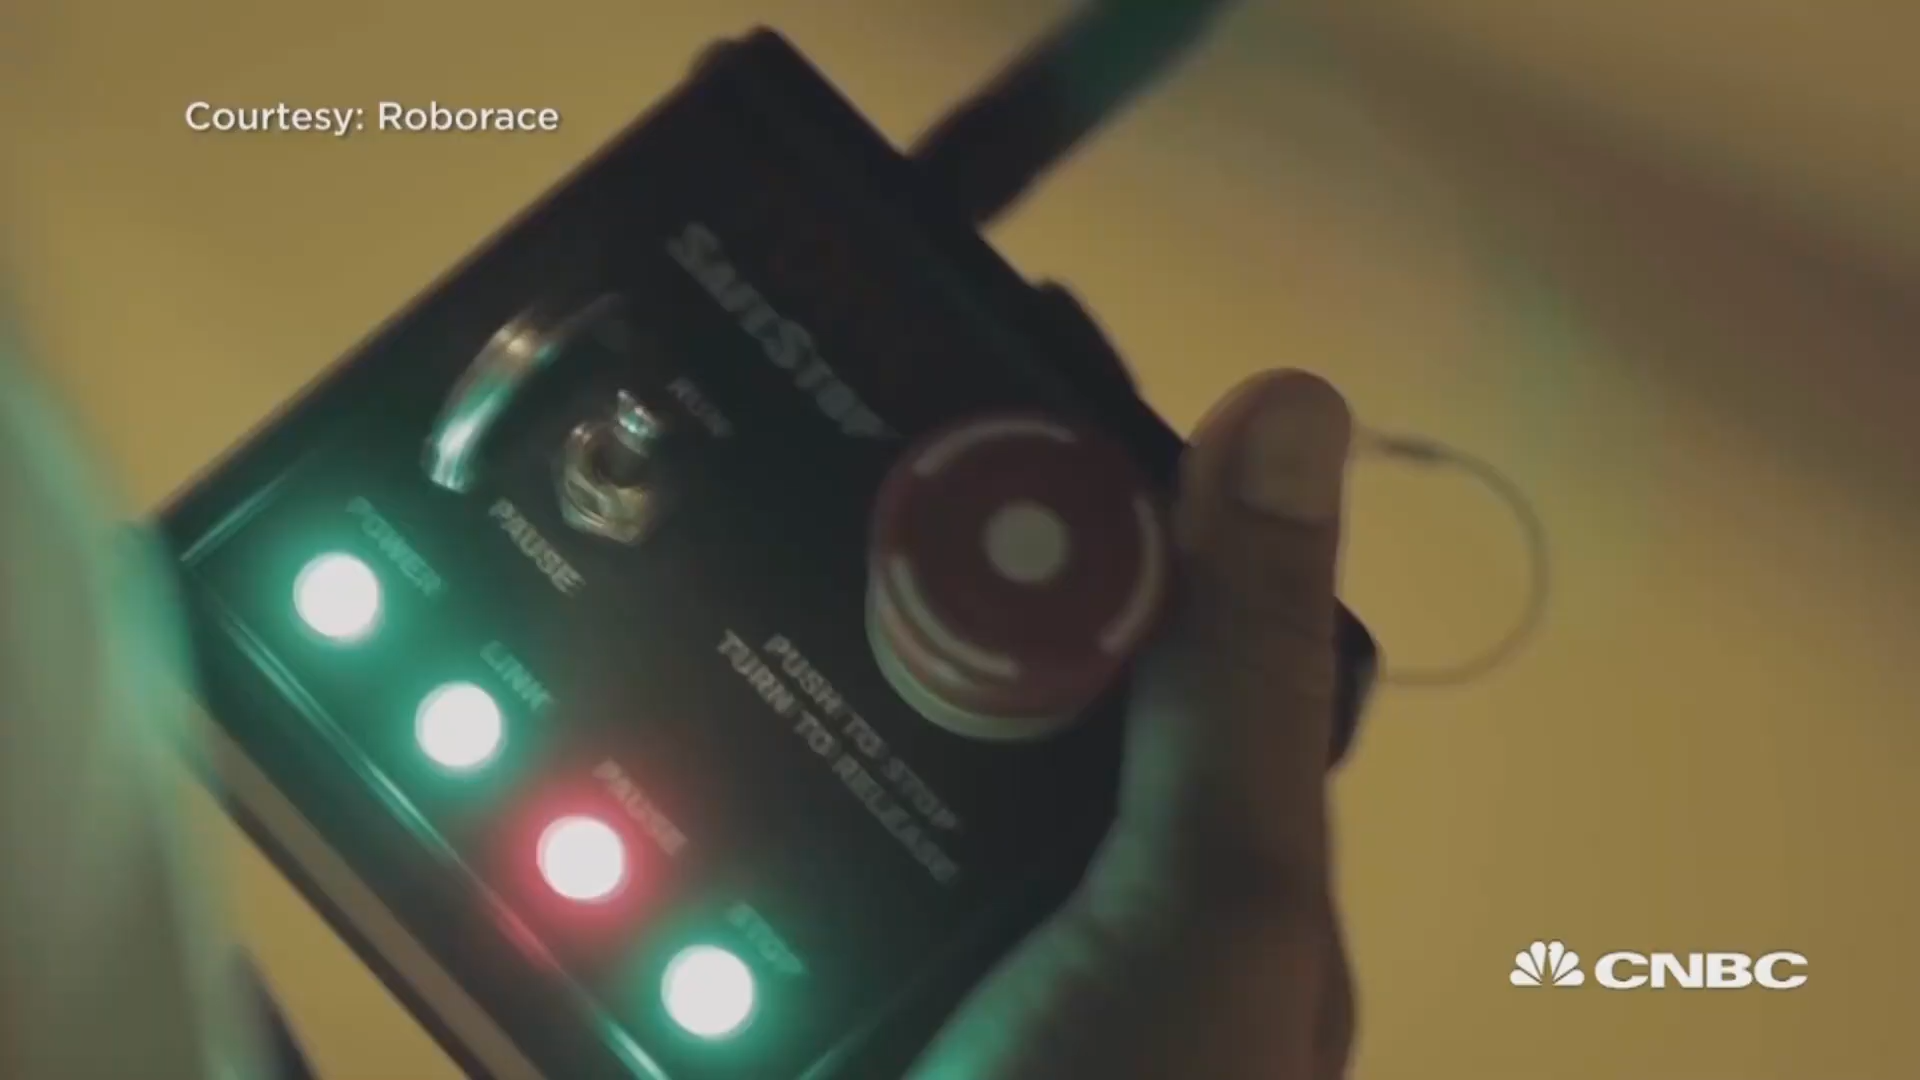 Courtesy: Roborace
SAFESTOP
RUN
PAUSE
POWER
LINK
PAUSE
STOP
PUSH TO STOP
TURN TO RELEASE
CNBC